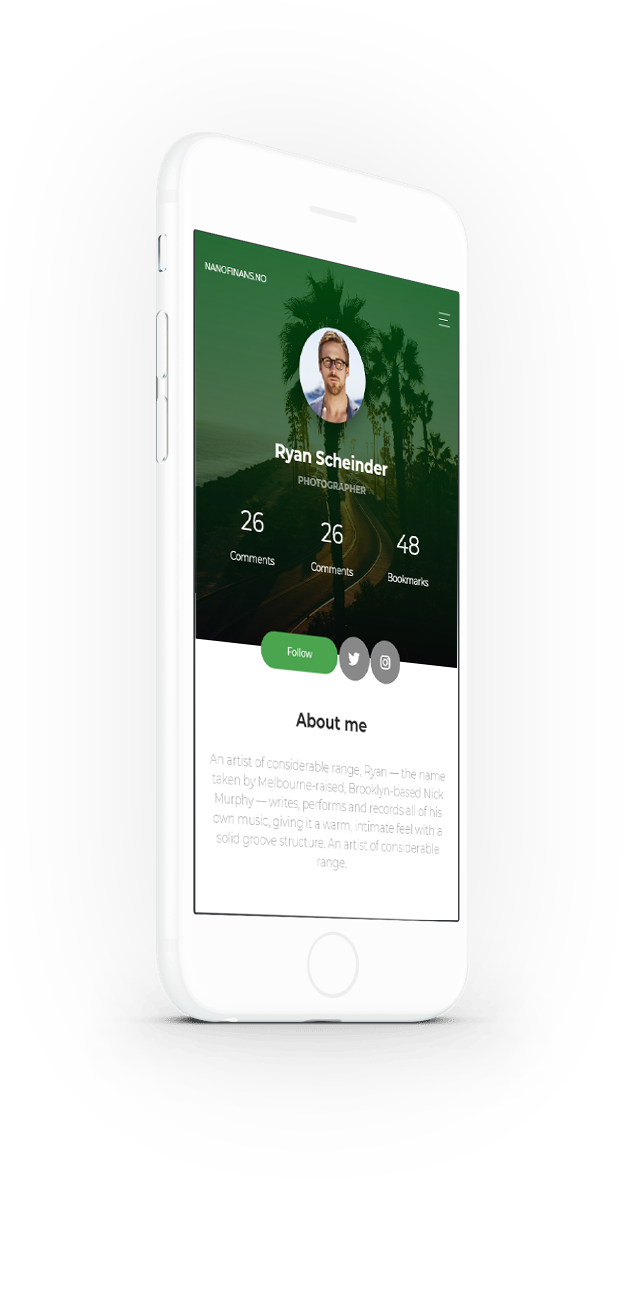 NANOFINANS.NO
Ryan Scheinder
PHOTOGRAPHER
26
Comments
26
Comments
48
Bookmarks
Follow
About me
An artist of considerable range, Ryan — the name
taken by Melbourne-raised, Brooklyn-based Nick
Murphy — writes, performs and records all of his
own music, giving it a warm, intimate feel with a
solid groove structure. An artist of considerable
range.